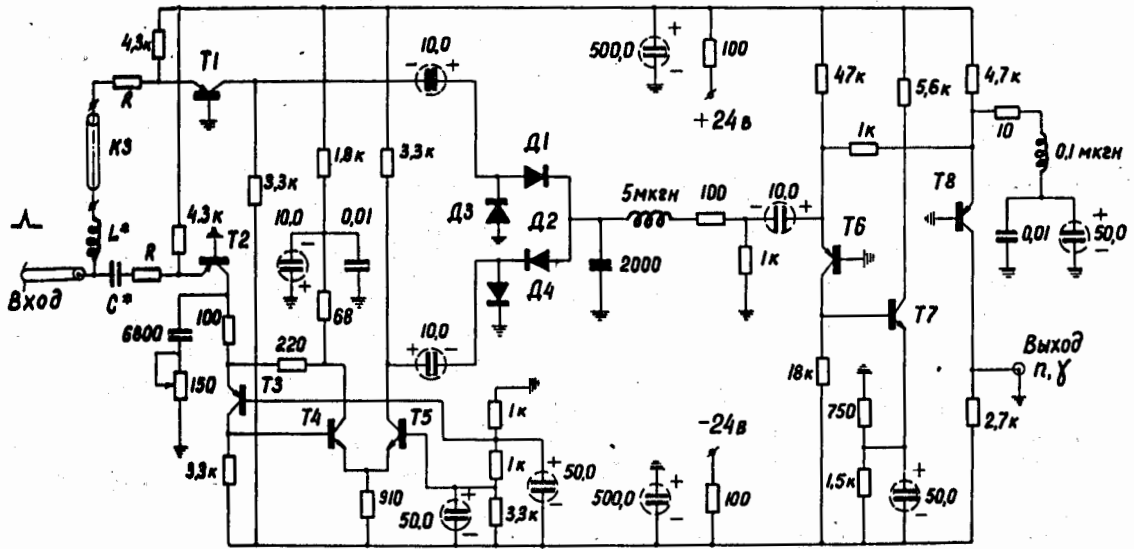 4,3к
T1
R
10,0
+
-
+
500,0
+
-
100
+24в
47к
5,6к
4,7к
10
0,1 мкгн
КЗ
4,3к
3,3к
1,8к
3,3к
Д1
Д3
Д2
5мкгн
100
10,0
-
+
1к
T8
0,01
+
50,0
-
L*
T2
10,0
-
+
0,01
Д4
2000
1к
T6
Вход
C*
R
6800
100
68
10,0
+
-
T7
220
150
T3
T4
T5
1к
18к
750
Выход
n, γ
2,7к
3,3к
910
1к
3,3к
50,0
+
-
50,0
+
-
500,0
+
-
-24в
100
1,5к
50,0
+
-